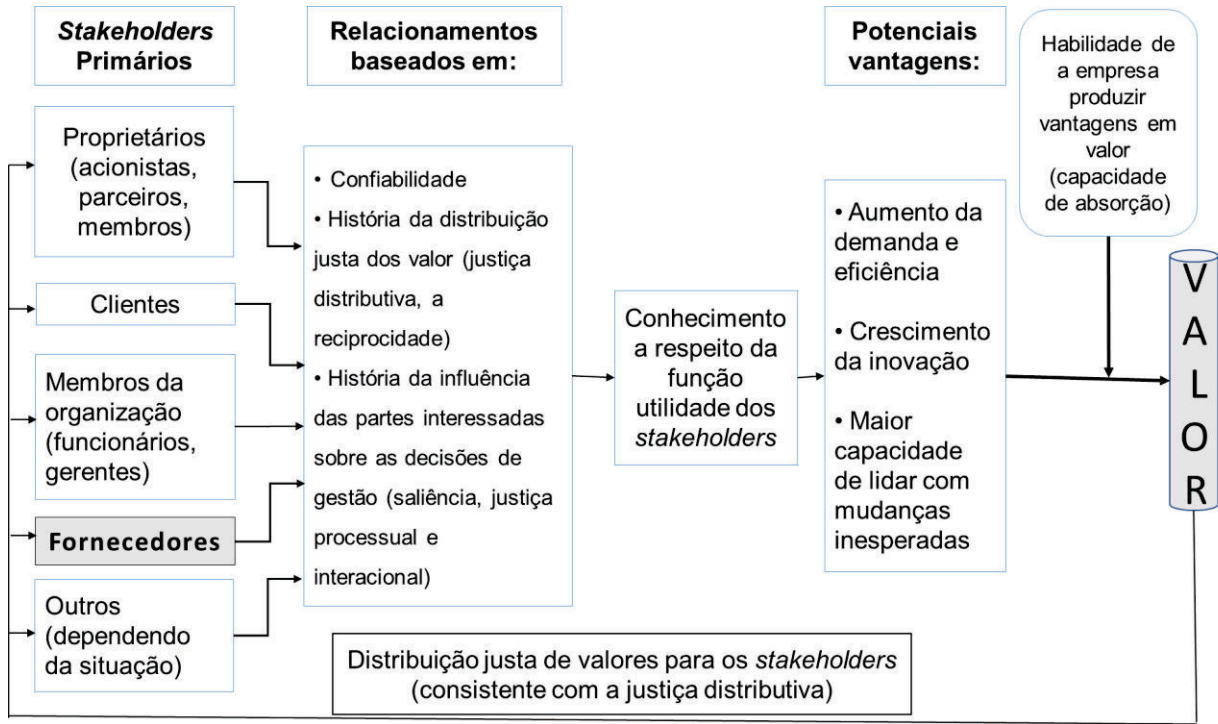 Stakeholders
Primários
Relacionamentos
baseados em:
Potenciais
vantagens:
Habilidade de
a empresa
produzir
vantagens em
valor
(capacidade
de absorção)
Proprietários
(acionistas,
parceiros,
membros)
Clientes
Membros da
organização
(funcionários,
gerentes)
Fornecedores
Outros
(dependendo
da situação)
• Confiabilidade
• História da distribuição
justa dos valor (justiça
distributiva, a
reciprocidade)
• História da influência
das partes interessadas
sobre as decisões de
gestão (saliência, justiça
processual e
interacional)
Conhecimento
a respeito da
função
utilidade dos
stakeholders
• Aumento da
demanda e
eficiência
• Crescimento
da inovação
• Maior
capacidade
de lidar com
mudanças
inesperadas
V
A
L
O
R
Distribuição justa de valores para os stakeholders
(consistente com a justiça distributiva)